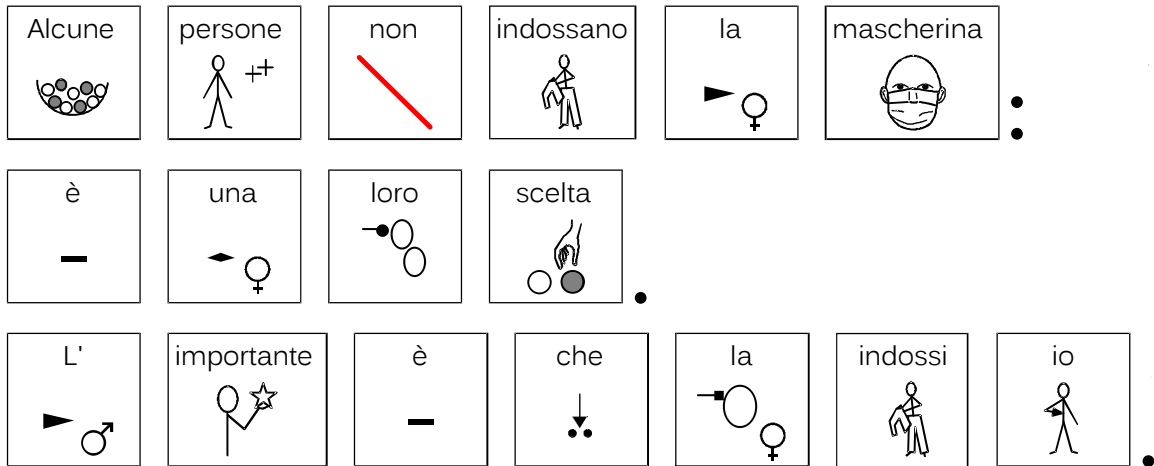 Alcune persone non indossano la mascherina :
è una loro scelta .
L' importante è che la indossi io .